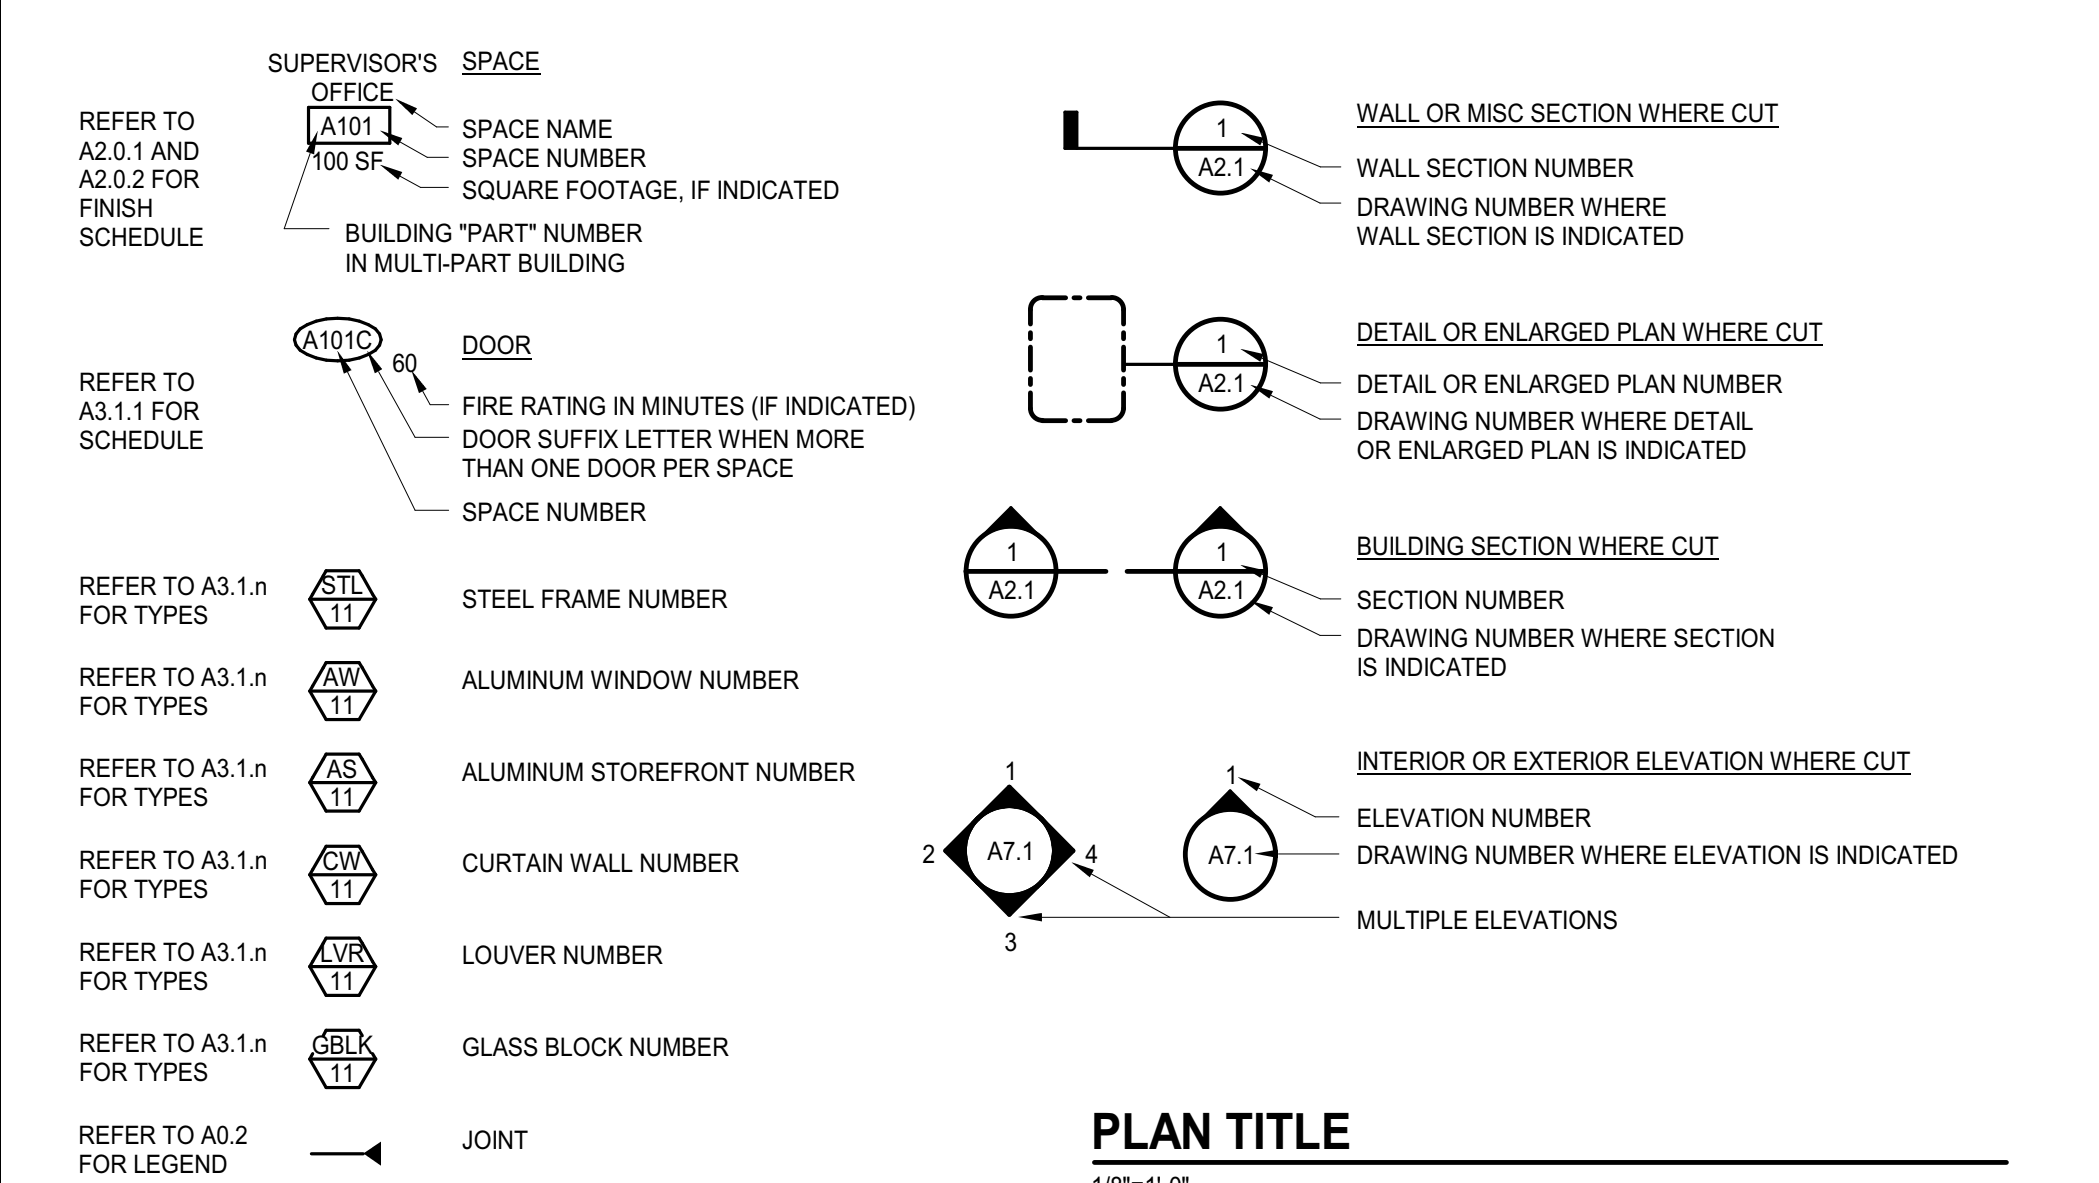 SUPERVISOR'S
OFFICE
SPACE
REFER TO
A2.0.1 AND
A2.0.2 FOR
FINISH
SCHEDULE
A101
100 SF
SPACE NAME
SPACE NUMBER
SQUARE FOOTAGE, IF INDICATED
BUILDING "PART" NUMBER
IN MULTI-PART BUILDING
REFER TO
A3.1.1 FOR
SCHEDULE
A101C
60
DOOR
FIRE RATING IN MINUTES (IF INDICATED)
DOOR SUFFIX LETTER WHEN MORE
THAN ONE DOOR PER SPACE
SPACE NUMBER
REFER TO A3.1.n
FOR TYPES
STL
11
STEEL FRAME NUMBER
REFER TO A3.1.n
FOR TYPES
AW
11
ALUMINUM WINDOW NUMBER
REFER TO A3.1.n
FOR TYPES
AS
11
ALUMINUM STOREFRONT NUMBER
REFER TO A3.1.n
FOR TYPES
CW
11
CURTAIN WALL NUMBER
REFER TO A3.1.n
FOR TYPES
LVR
11
LOUVER NUMBER
REFER TO A3.1.n
FOR TYPES
GBLK
11
GLASS BLOCK NUMBER
REFER TO A0.2
FOR LEGEND
JOINT
1
A2.1
WALL OR MISC SECTION WHERE CUT
WALL SECTION NUMBER
DRAWING NUMBER WHERE
WALL SECTION IS INDICATED
1
A2.1
DETAIL OR ENLARGED PLAN WHERE CUT
DETAIL OR ENLARGED PLAN NUMBER
DRAWING NUMBER WHERE DETAIL
OR ENLARGED PLAN IS INDICATED
1
A2.1
1
A2.1
BUILDING SECTION WHERE CUT
SECTION NUMBER
DRAWING NUMBER WHERE SECTION
IS INDICATED
1
2
A7.1
4
3
1
A7.1
INTERIOR OR EXTERIOR ELEVATION WHERE CUT
ELEVATION NUMBER
DRAWING NUMBER WHERE ELEVATION IS INDICATED
MULTIPLE ELEVATIONS
PLAN TITLE
1/8"=1'-0"